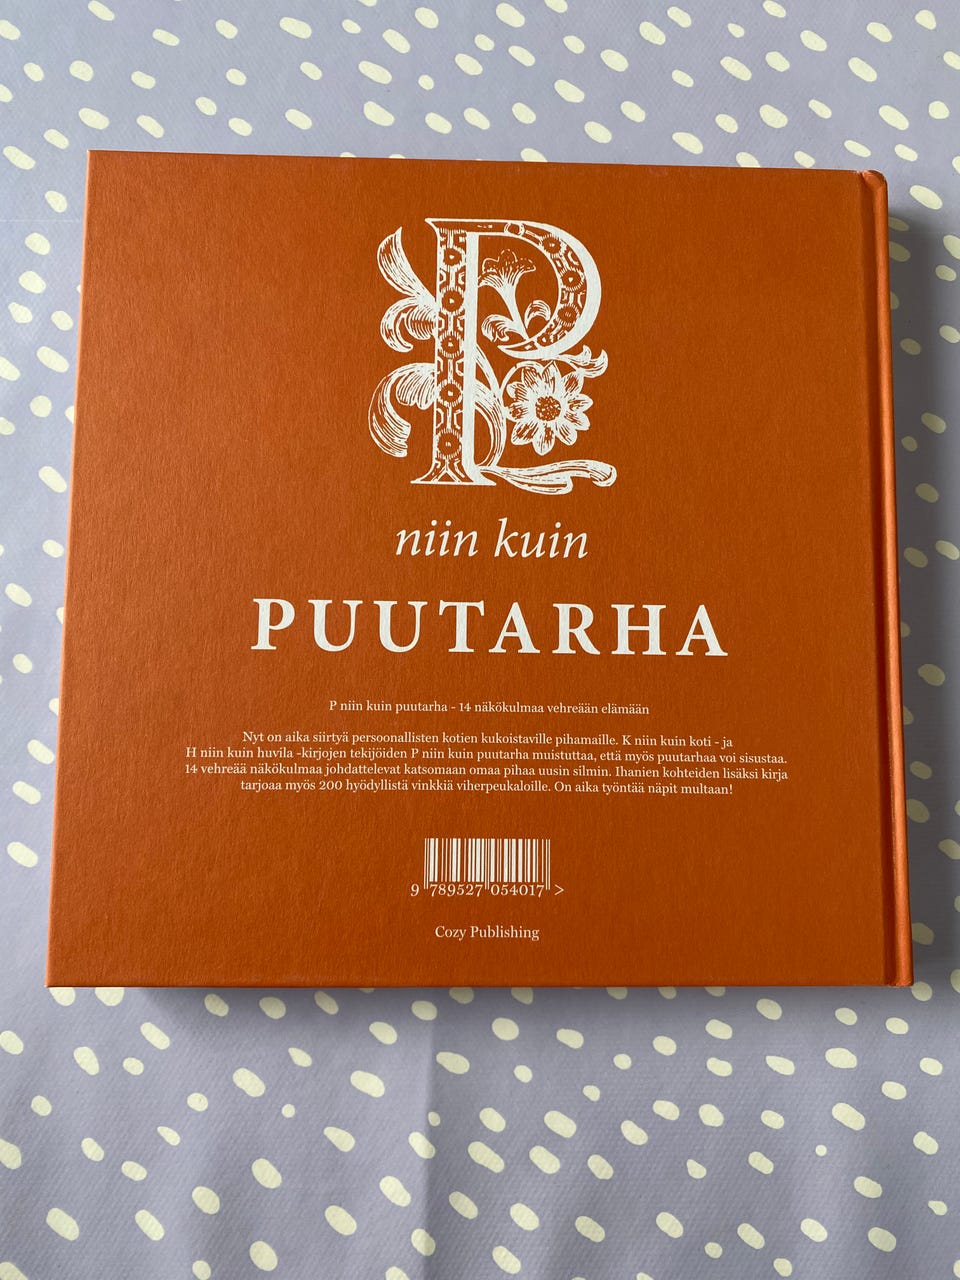 P
niin kuin
PUUTARHA
P niin kuin puutarha - 14 näkökulmaa vehreään elämään
Nyt on aika siirtyä persoonallisten kotien kukoistaville pihamaille. K niin kuin koti - ja
H niin kuin huvila -kirjojen tekijöiden P niin kuin puutarha muistuttaa, että myös puutarhaa voi sisustaa.
14 vehreää näkökulmaa johdattelevat katsomaan omaa pihaa uusin silmin. Ihanien kohteiden lisäksi kirja
tarjoaa myös 200 hyödyllistä vinkkiä viherpeukaloille. On aika työntää näpit multaan!
9 789527 054017 >
Cozy Publishing